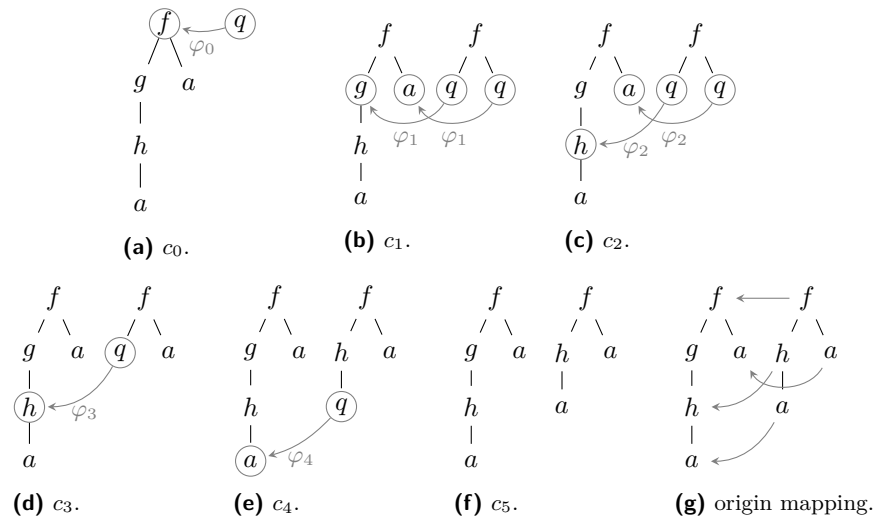 f q
φ0
g a
h
a
(a) c0.
f f
g a q q
φ1 φ1
h
a
(b) c1.
f f
g a q q
h φ2 φ2
a
(c) c2.
f f
g a q a
h φ3
a
(d) c3.
f f
g a h a
h q
a φ4
(e) c4.
f f
g a h a
h a
a
(f) c5.
f f
g a h a
h a
a
(g) origin mapping.